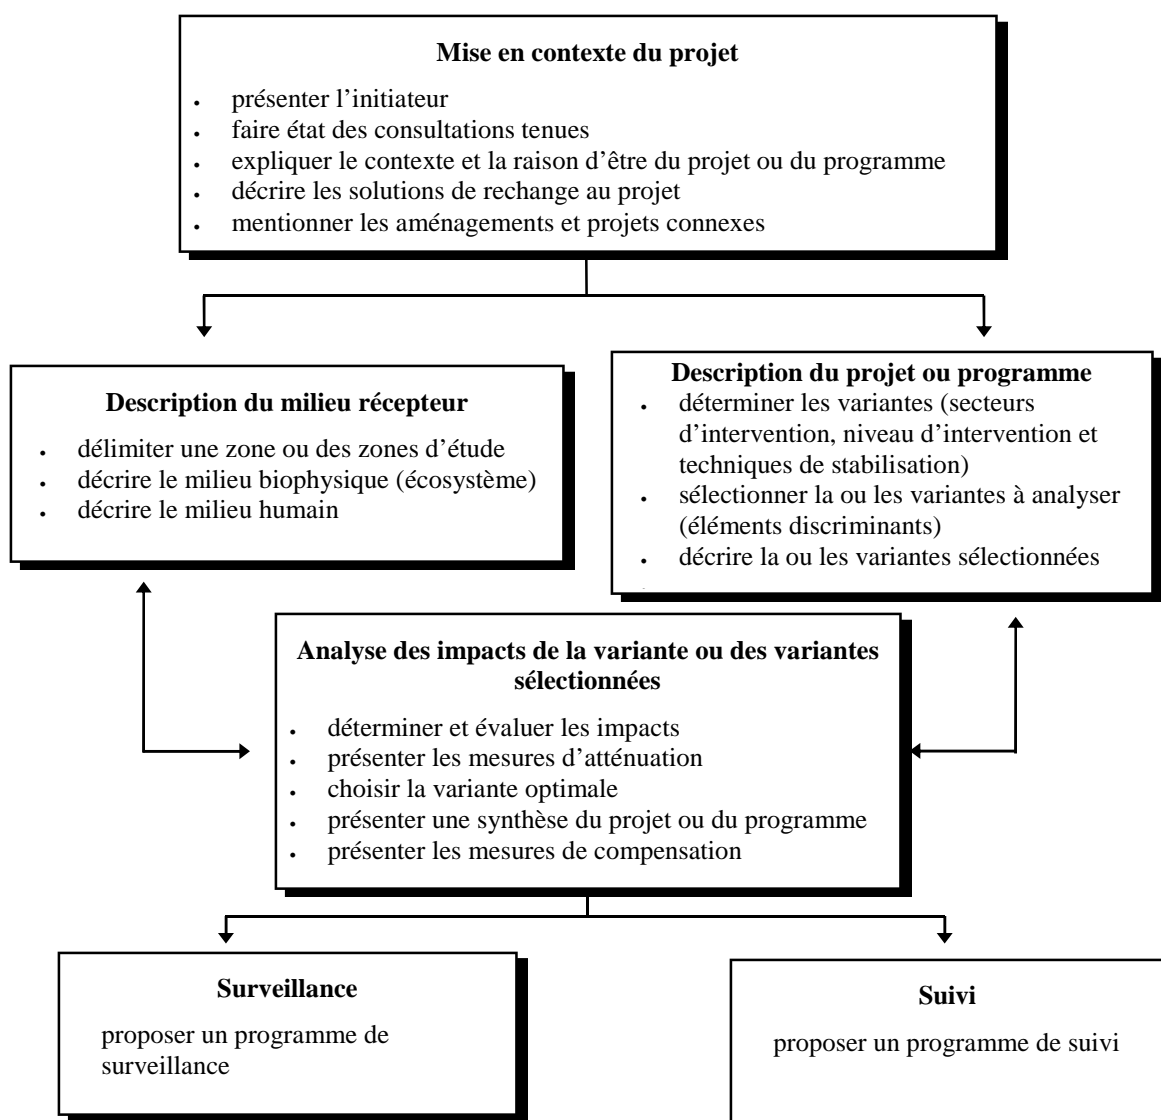 Mise en contexte du projet
• présenter l’initiateur
• faire état des consultations tenues
• expliquer le contexte et la raison d’être du projet ou du programme
• décrire les solutions de rechange au projet
• mentionner les aménagements et projets connexes
Description du milieu récepteur
• délimiter une zone ou des zones d’étude
• décrire le milieu biophysique (écosystème)
• décrire le milieu humain
Description du projet ou programme
• déterminer les variantes (secteurs
d’intervention, niveau d’intervention et
techniques de stabilisation)
• sélectionner la ou les variantes à analyser
(éléments discriminants)
• décrire la ou les variantes sélectionnées
Analyse des impacts de la variante ou des variantes
sélectionnées
• déterminer et évaluer les impacts
• présenter les mesures d’atténuation
• choisir la variante optimale
• présenter une synthèse du projet ou du programme
• présenter les mesures de compensation
Surveillance
proposer un programme de
surveillance
Suivi
proposer un programme de suivi